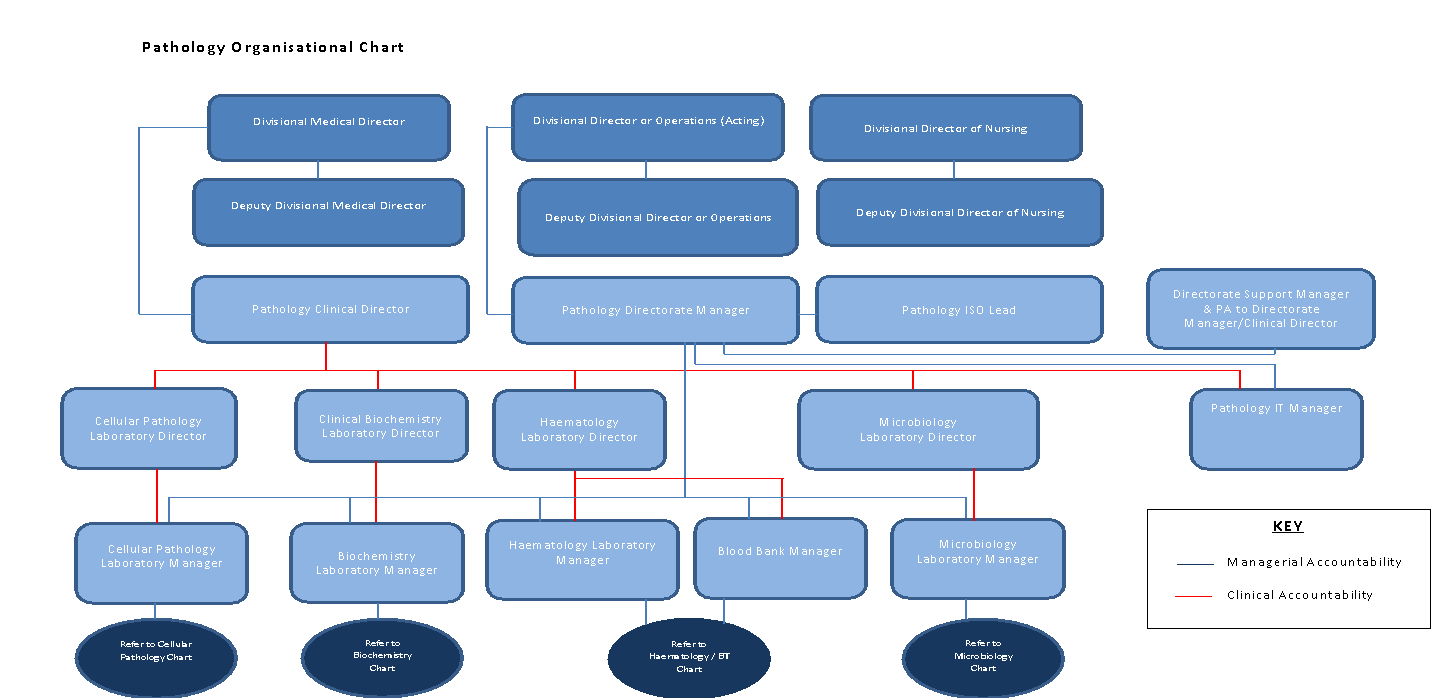 Pathology Organisational Chart
Divisional Medical Director
Divisional Director or Operations (Acting)
Divisional Director of Nursing
Deputy Divisional Medical Director
Deputy Divisional Director or Operations
Deputy Divisional Director of Nursing
Pathology Clinical Director
Pathology Directorate Manager
Pathology ISO Lead
Directorate Support Manager
& PA to Directorate
Manager/Clinical Director
Cellular Pathology
Laboratory Director
Clinical Biochemistry
Laboratory Director
Haematology
Laboratory Director
Microbiology
Laboratory Director
Pathology IT Manager
Cellular Pathology
Laboratory Manager
Biochemistry
Laboratory Manager
Haematology Laboratory
Manager
Blood Bank Manager
Microbiology
Laboratory Manager
KEY
Managerial Accountability
Clinical Accountability
Refer to Cellular
Pathology Chart
Refer to
Biochemistry
Chart
Refer to
Haematology / BT
Chart
Refer to
Microbiology
Chart